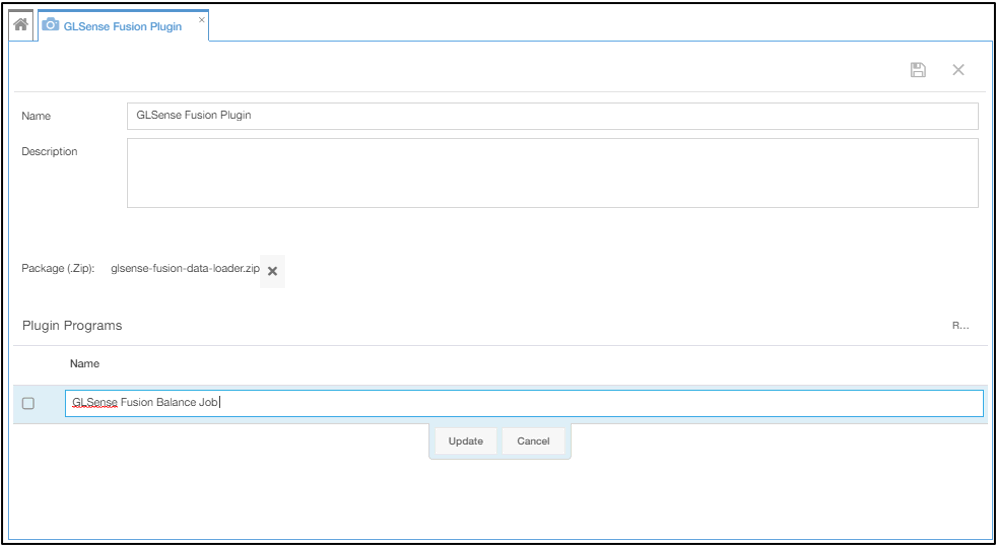 GLSense Fusion Plugin
Name GLSense Fusion Plugin
Description
Package (.Zip): glsense-fusion-data-loader.zip
Plugin Programs R...
Name
GLSense Fusion Balance Job
Update Cancel